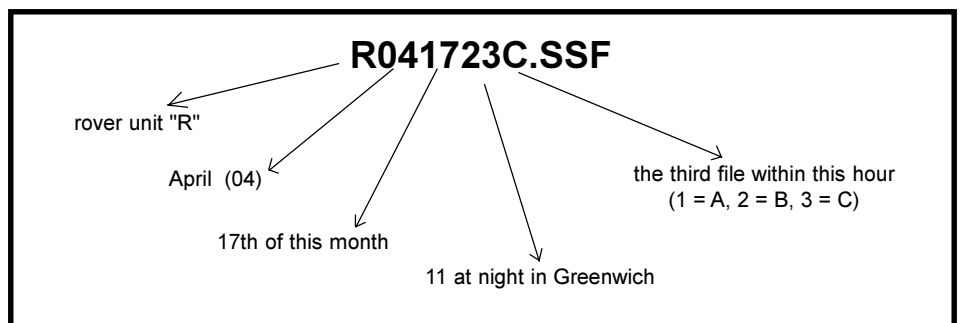 R041723C.SSF
rover unit "R"
April (04)
17th of this month
11 at night in Greenwich
the third file within this hour
(1 = A, 2 = B, 3 = C)